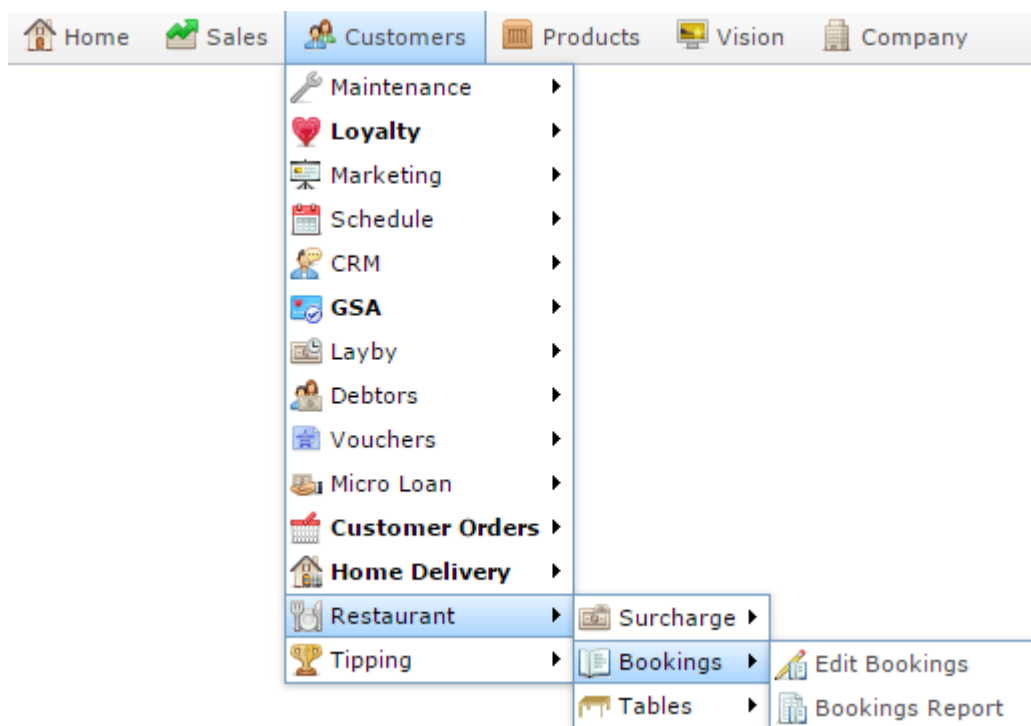 Home Sales Customers Products Vision Company
Maintenance
Loyalty
Marketing
Schedule
CRM
GSA
Layby
Debtors
Vouchers
Micro Loan
Customer Orders
Home Delivery
Restaurant Surcharge
Tipping Bookings Edit Bookings
Tables Bookings Report